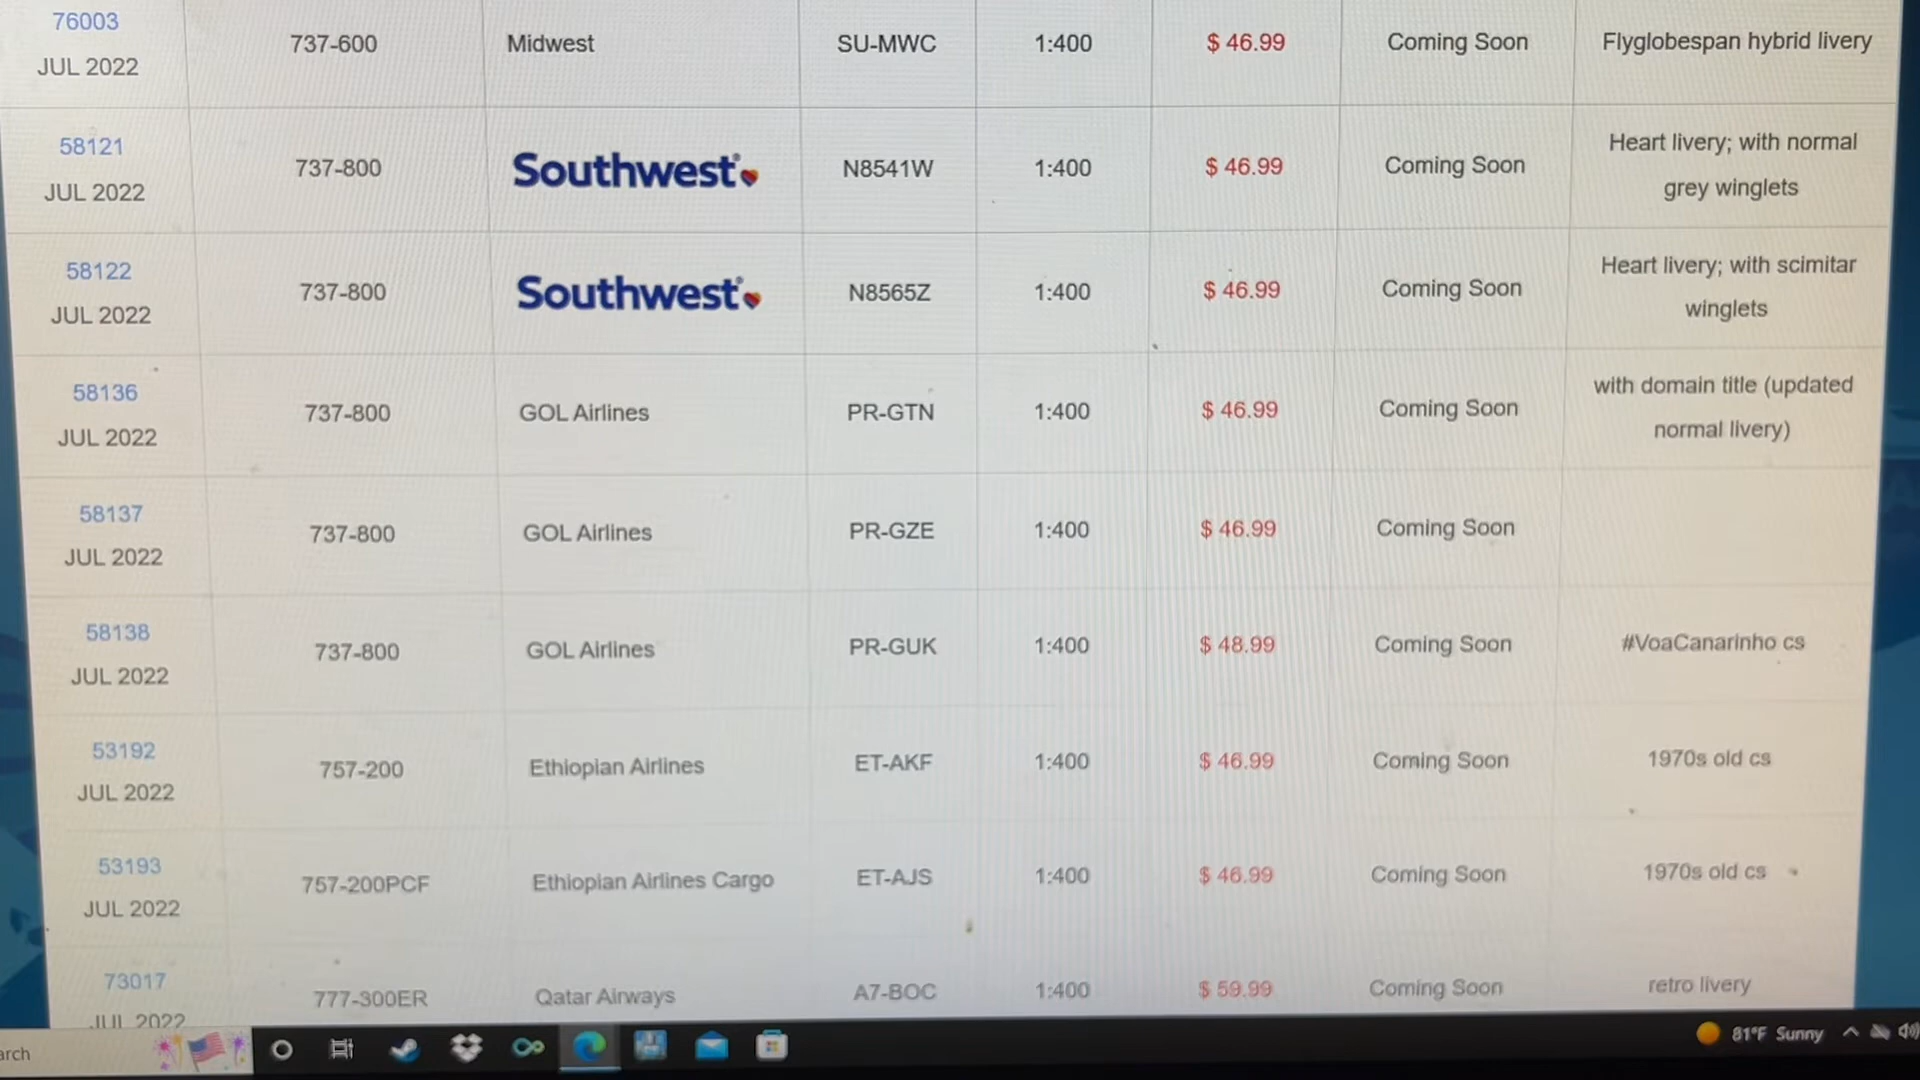 76003
JUL 2022
737-600
Midwest
SU-MWC
1:400
$ 46.99
Coming Soon
Flyglobespan hybrid livery
58121
JUL 2022
737-800
Southwest
N8541W
1:400
$ 46.99
Coming Soon
Heart livery; with normal
grey winglets
58122
JUL 2022
737-800
Southwest
N8565Z
1:400
$ 46.99
Coming Soon
Heart livery; with scimitar
winglets
58136
JUL 2022
737-800
GOL Airlines
PR-GTN
1:400
$ 46.99
Coming Soon
with domain title (updated
normal livery)
58137
JUL 2022
737-800
GOL Airlines
PR-GZE
1:400
$ 46.99
Coming Soon
58138
JUL 2022
737-800
GOL Airlines
PR-GUK
1:400
$ 48.99
Coming Soon
#VoaCanarinho cs
53192
JUL 2022
757-200
Ethiopian Airlines
ET-AKF
1:400
$ 46.99
Coming Soon
1970s old cs
53193
JUL 2022
757-200PCF
Ethiopian Airlines Cargo
ET-AJS
1:400
$ 46.99
Coming Soon
1970s old cs
73017
JUL 2022
777-300ER
Qatar Airways
A7-BOC
1:400
$ 59.99
Coming Soon
retro livery
arch
81°F Sunny